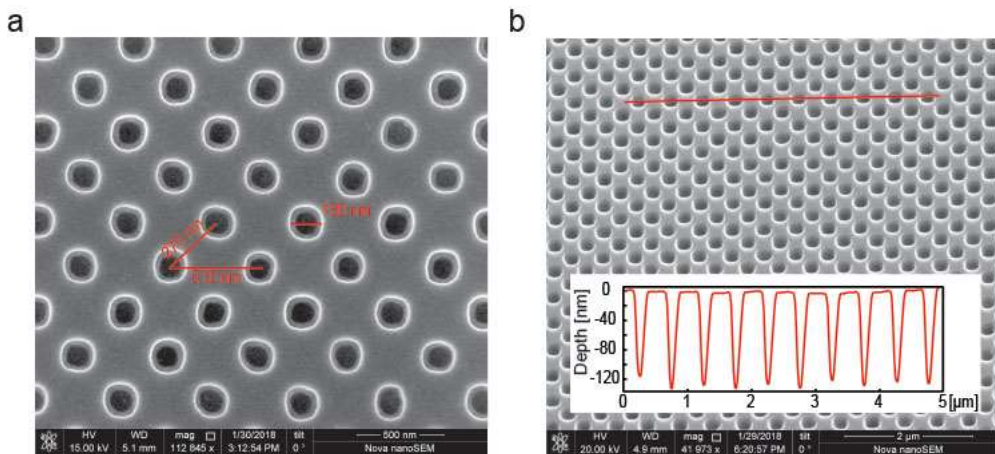 a
b
Depth [nm]
0
-40
-80
-120
0 1 2 3 4 5 [µm]
HV WD mag 1/30/2018 tilt 500 nm
15.00 kV 5.1 mm 112 845 x 3:12:54 PM 0 ° Nova nanoSEM
HV WD mag 1/29/2018 tilt 2 µm
20.00 kV 4.9 mm 41 973 x 6:20:57 PM 0 ° Nova nanoSEM